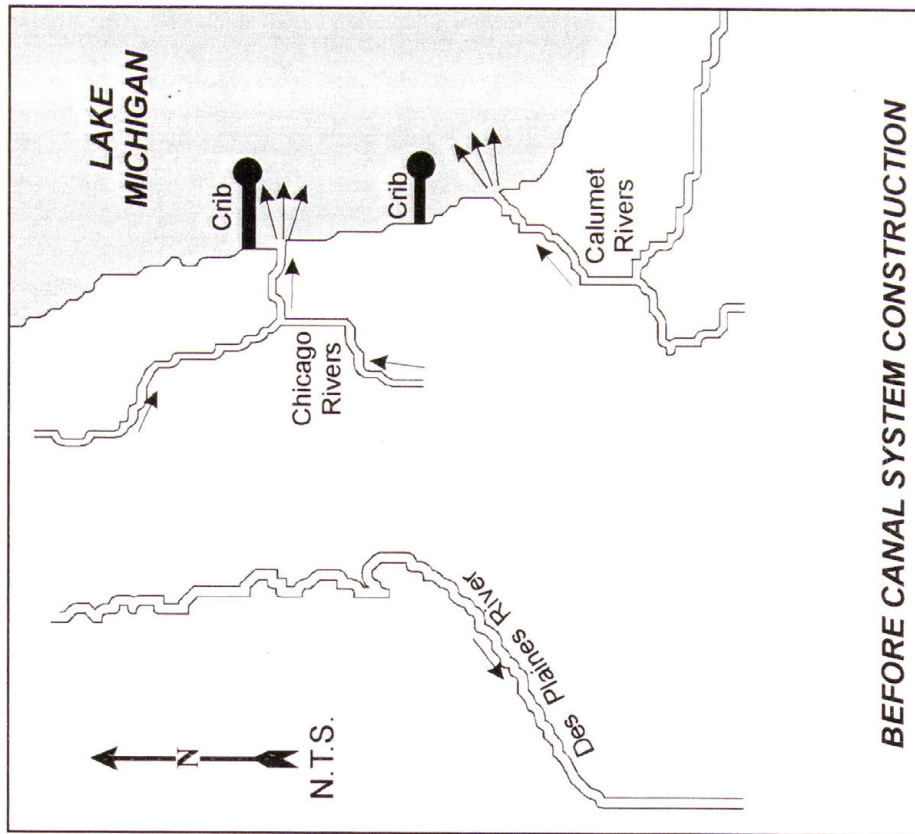 LAKE
MICHIGAN
Crib
Crib
Chicago
Rivers
Calumet
Rivers
Des Plaines River
N
N.T.S.
BEFORE CANAL SYSTEM CONSTRUCTION